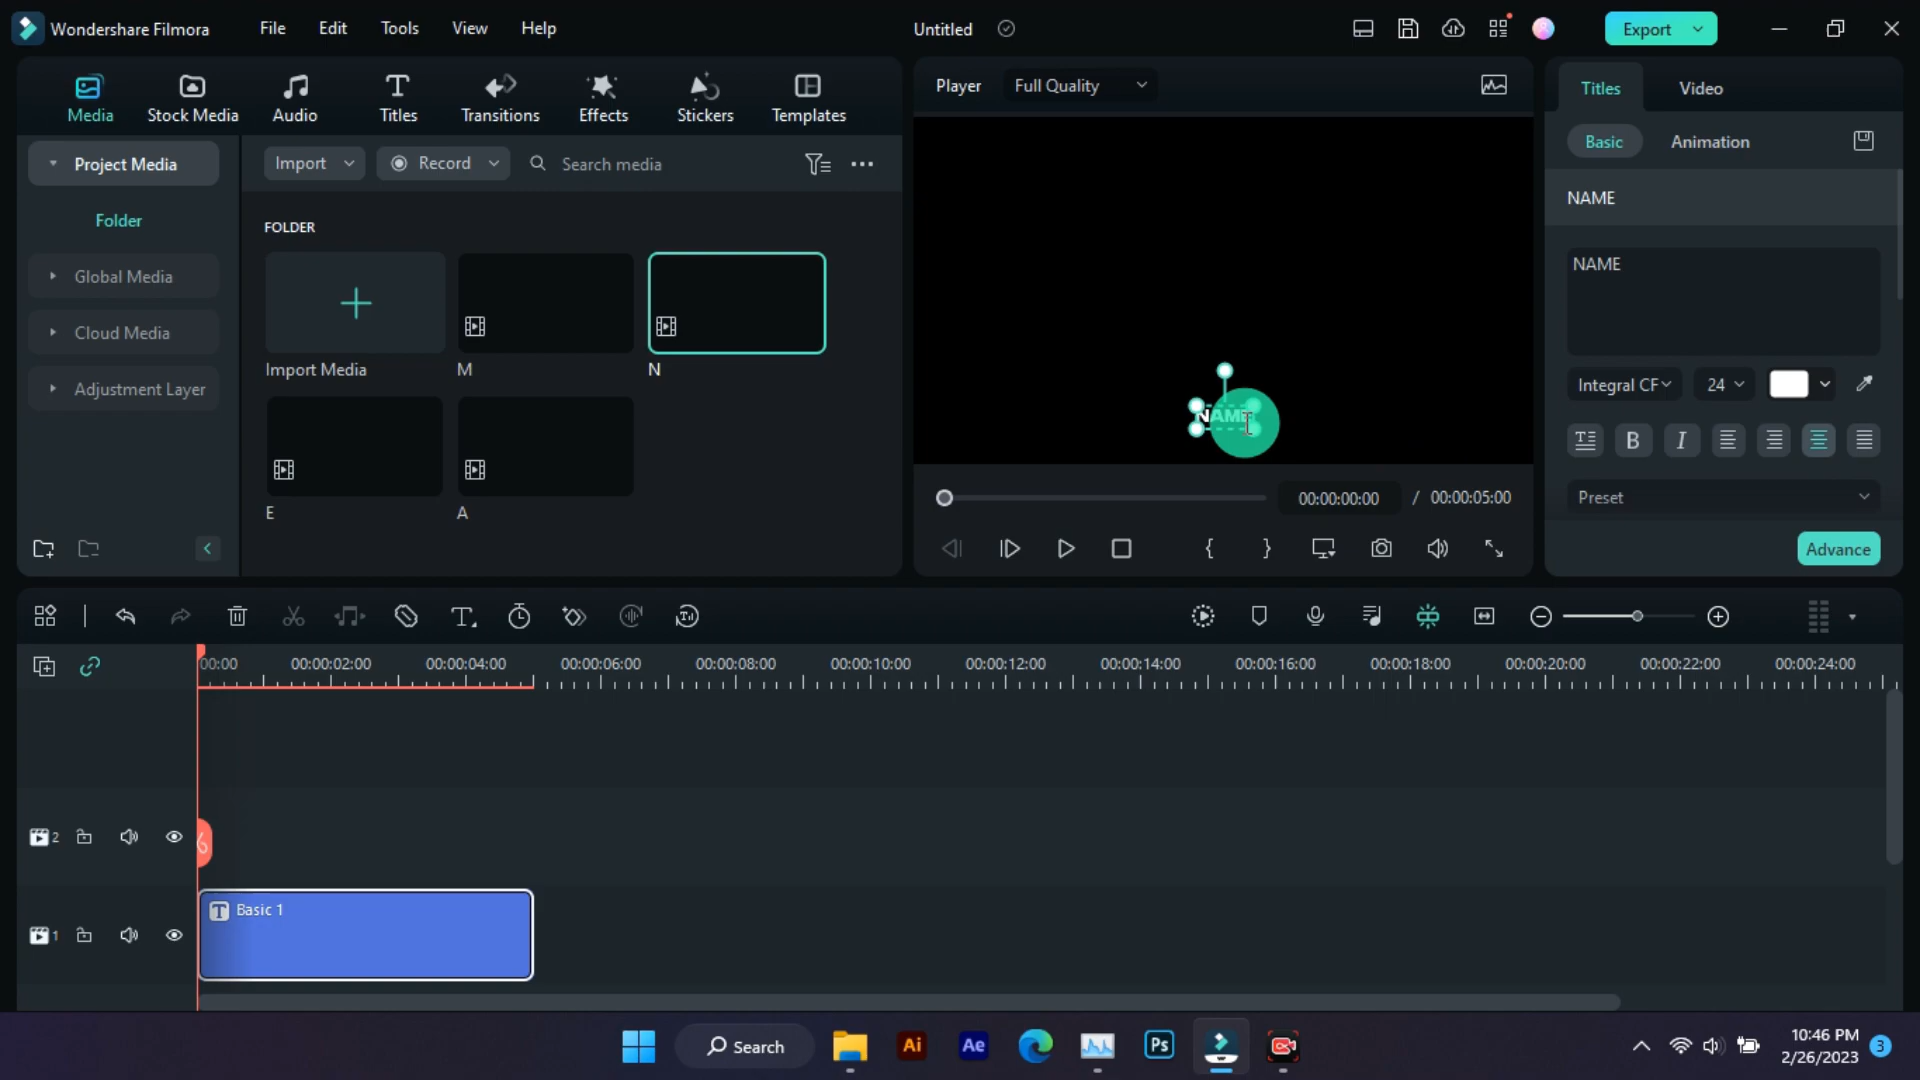 Wondershare Filmora
File
Edit
Tools
View
Help
Untitled
Export
Media
Stock Media
Audio
Titles
Transitions
Effects
Stickers
Templates
Player
Full Quality
Titles
Video
Basic
Animation
Project Media
Import
Record
Search media
NAME
Folder
FOLDER
Global Media
NAME
Cloud Media
Import Media
M
N
Adjustment Layer
Integral CF
24
NAME
B
I
Preset
00:00:00:00
/ 00:00:05:00
E
A
Advance
00:00
00:00:02:00
00:00:04:00
00:00:06:00
00:00:08:00
00:00:10:00
00:00:12:00
00:00:14:00
00:00:16:00
00:00:18:00
00:00:20:00
00:00:22:00
00:00:24:00
2
Basic 1
1
Search
Ai
Ae
Ps
10:46 PM
2/26/2023
3